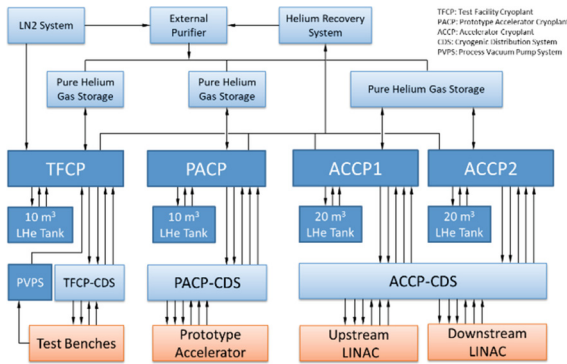 TFCP: Test Facility Cryoplant
PACP: Prototype Accelerator Cryoplant
ACCP: Accelerator Cryoplant
CDS: Cryogenic Distribution System
PVPS: Process Vacuum Pump System
LN2 System
External
Purifier
Helium Recovery
System
Pure Helium
Gas Storage
Pure Helium
Gas Storage
Pure Helium Gas Storage
TFCP
PACP
ACCP1
ACCP2
10 m³
LHe Tank
10 m³
LHe Tank
20 m³
LHe Tank
20 m³
LHe Tank
PVPS
TFCP-CDS
PACP-CDS
ACCP-CDS
Test Benches
Prototype
Accelerator
Upstream
LINAC
Downstream
LINAC